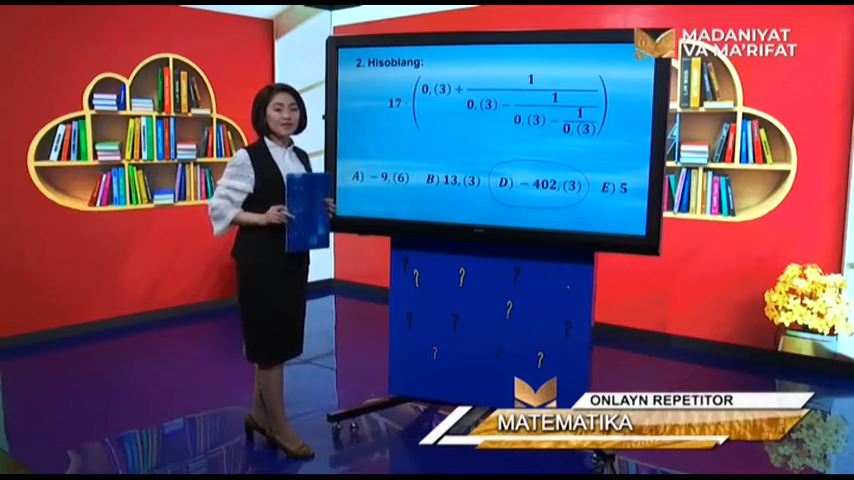 MADANIYAT
VA MA'RIFAT
2. Hisoblang:
17 · ( 0,(3) + 1 / ( 0,(3) − 1 / ( 0,(3) − 1 / 0,(3) ) ) )
A) − 9, (6) B) 13, (3) D) − 402, (3) E) 5
? ? ? ? ? ? ? ? ? ? ?
ONLAYN REPETITOR
MATEMATIKA